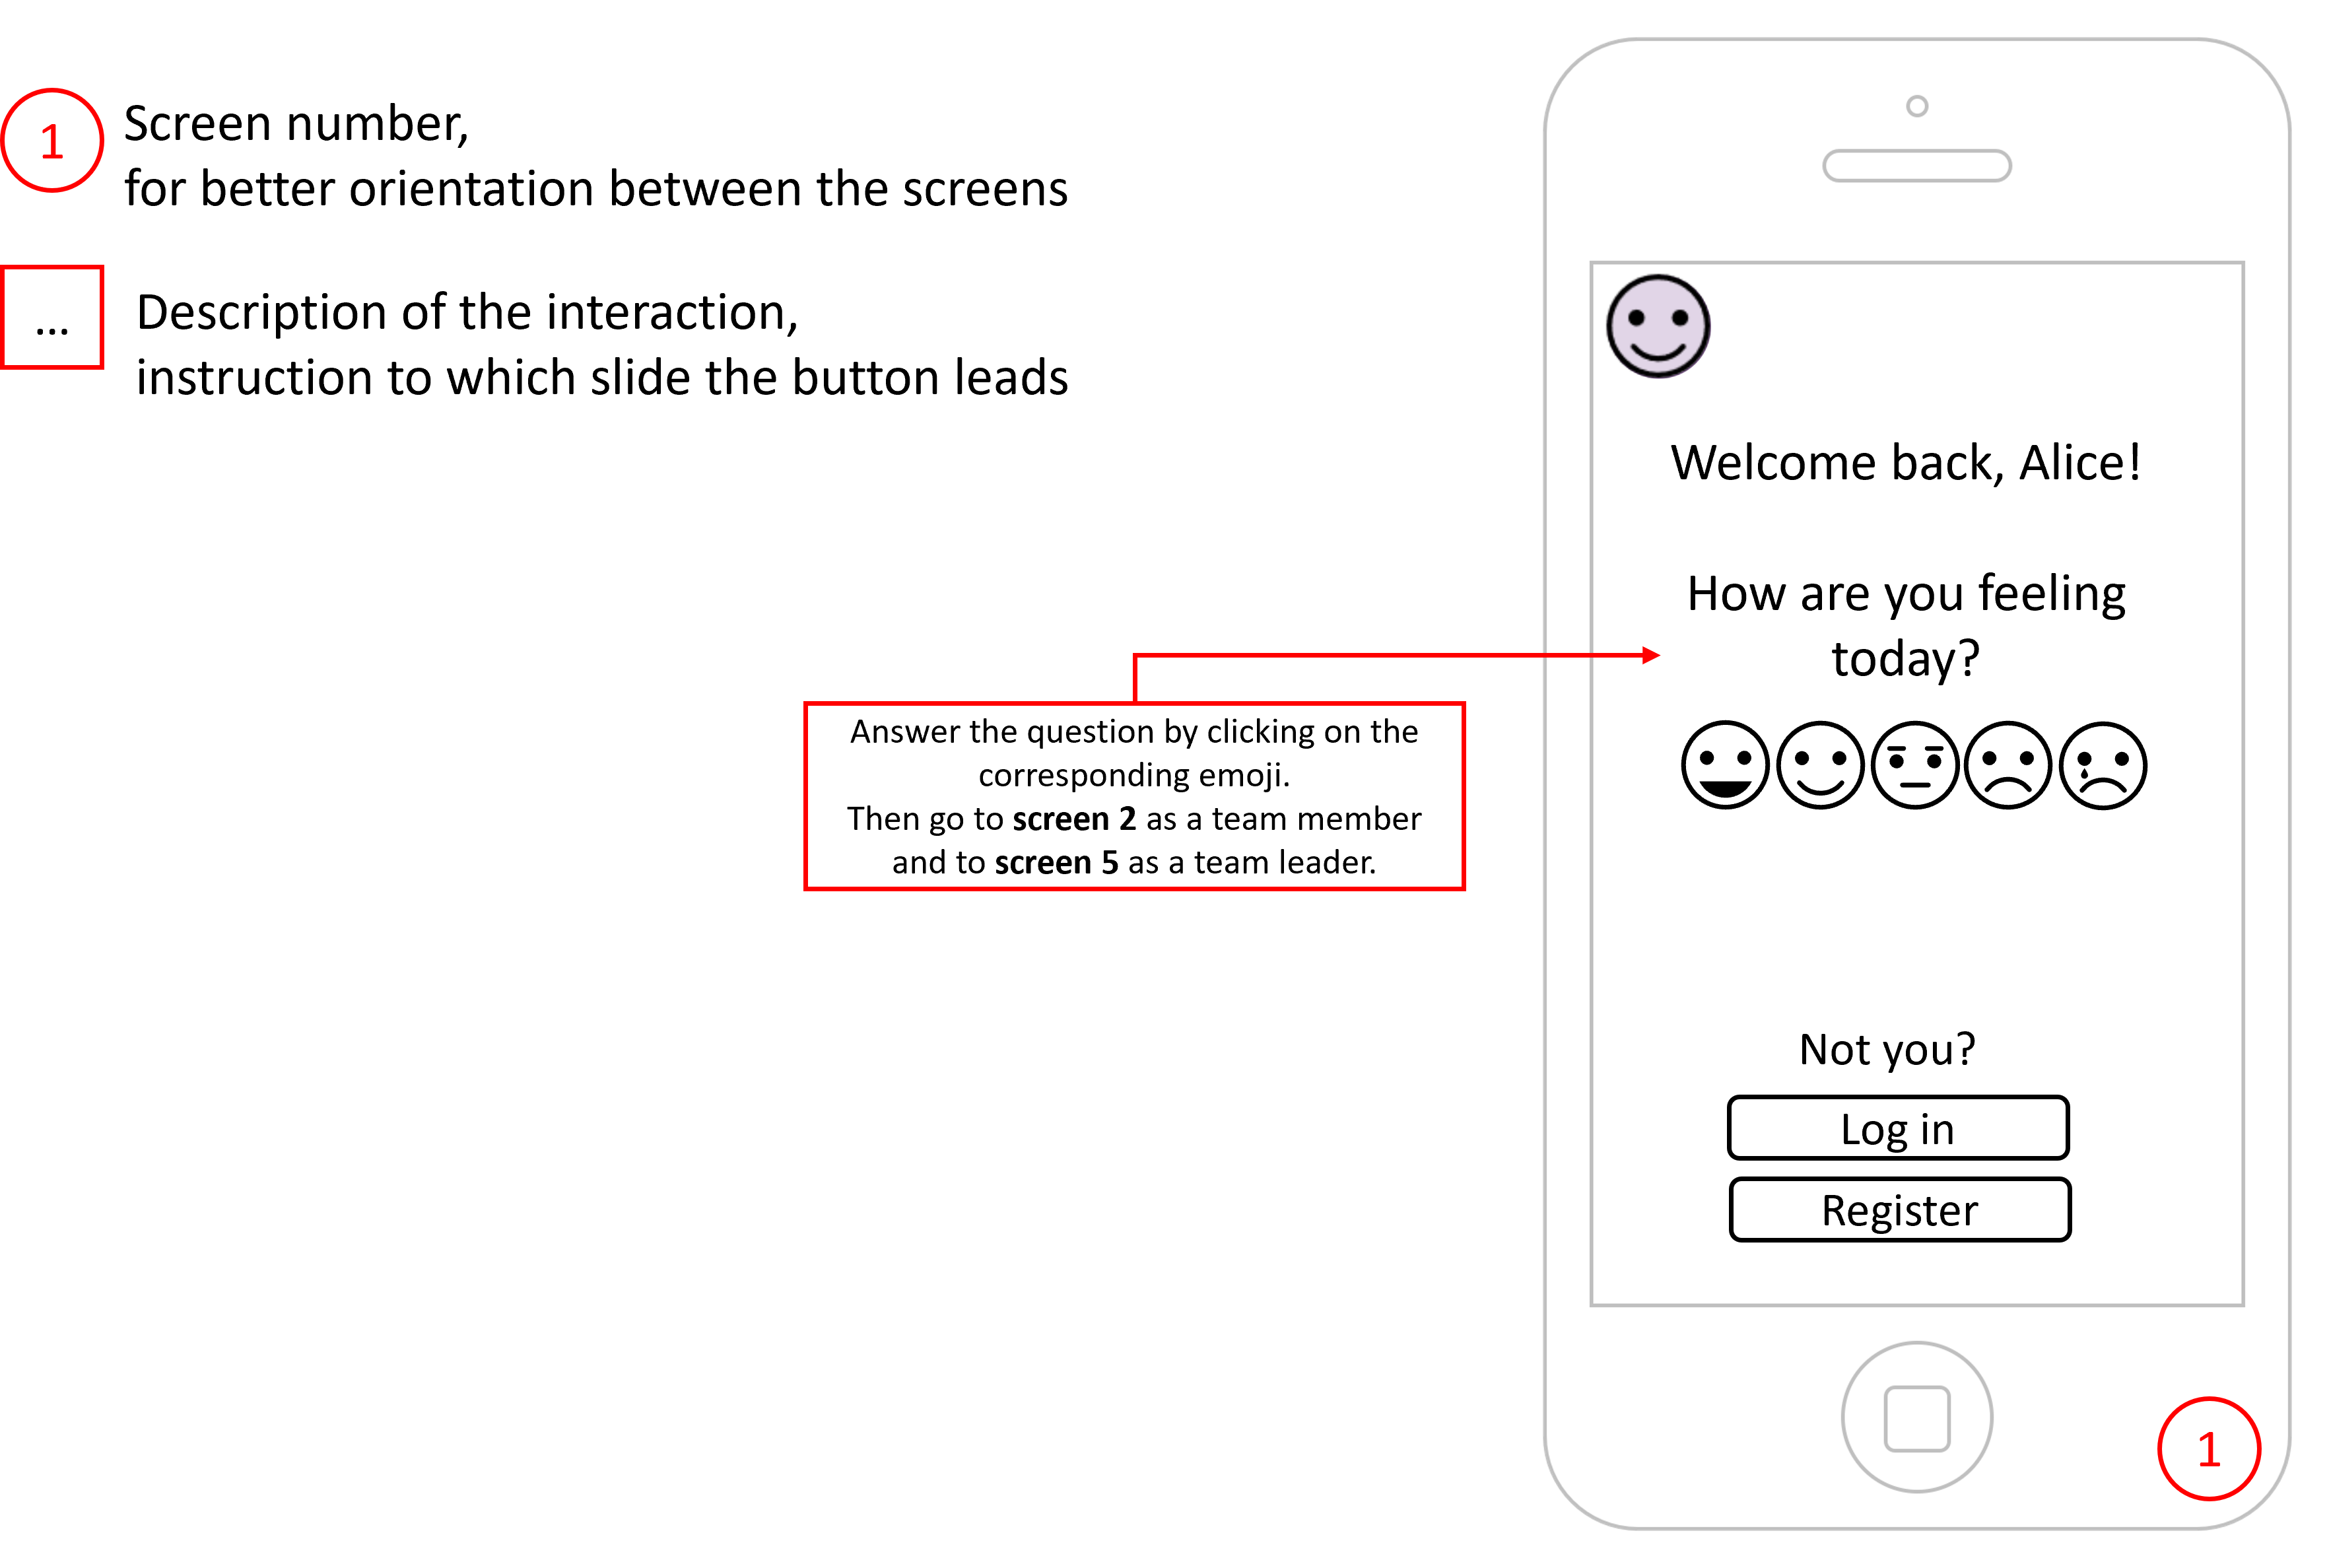 1
Screen number,
for better orientation between the screens
...
Description of the interaction,
instruction to which slide the button leads
Answer the question by clicking on the
corresponding emoji.
Then go to screen 2 as a team member
and to screen 5 as a team leader.
Welcome back, Alice!
How are you feeling
today?
Not you?
Log in
Register
1